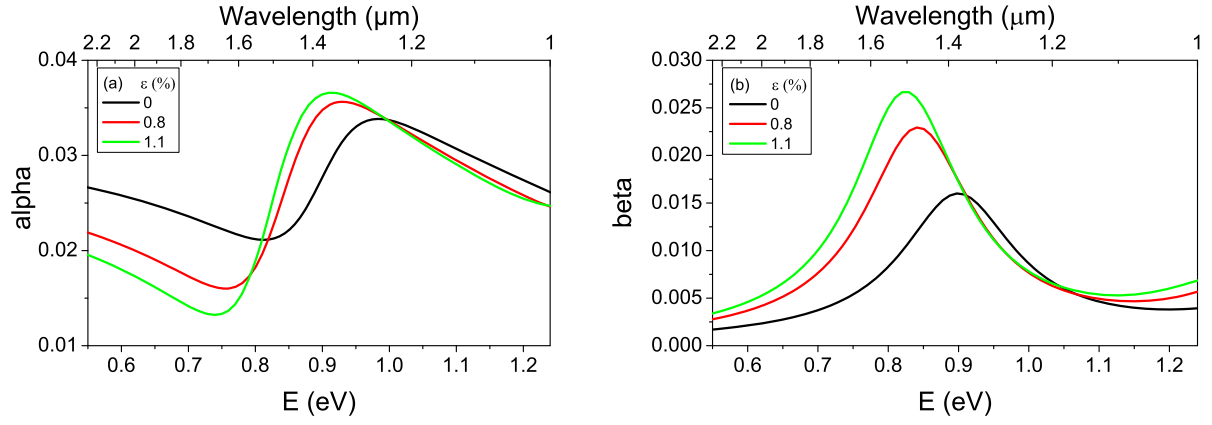 Wavelength (µm)
2.2 2 1.8 1.6 1.4 1.2 1
0.04
0.03
0.02
0.01
alpha
(a) ε (%)
0
0.8
1.1
0.6 0.7 0.8 0.9 1.0 1.1 1.2
E (eV)
Wavelength (µm)
2.2 2 1.8 1.6 1.4 1.2 1
0.030
0.025
0.020
0.015
0.010
0.005
0.000
beta
(b) ε (%)
0
0.8
1.1
0.6 0.7 0.8 0.9 1.0 1.1 1.2
E (eV)